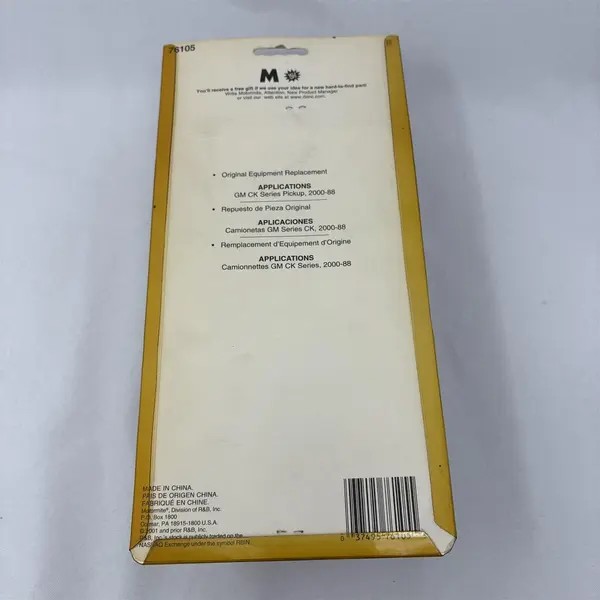 76105
M
You'll receive a free gift if we use your idea for a new hard-to-find part!
Write Motormite, Attention, New Product Manager
or visit our web site at www.rbinc.com
• Original Equipment Replacement
APPLICATIONS
GM CK Series Pickup, 2000-88
• Repuesto de Pieza Original
APLICACIONES
Camionetas GM Series CK, 2000-88
• Remplacement d'Equipement d'Origine
APPLICATIONS
Camionnettes GM CK Series, 2000-88
MADE IN CHINA.
PAIS DE ORIGEN CHINA.
FABRIQUÉ EN CHINE.
Motormite®, Division of R&B, Inc.
P.O. Box 1800
Colmar, PA 18915-1800 U.S.A.
©2001 and prior R&B, Inc.
R&B, Inc.'s stock is publicly traded on the
NASDAQ Exchange under the symbol RBIN.
6 37495 76105